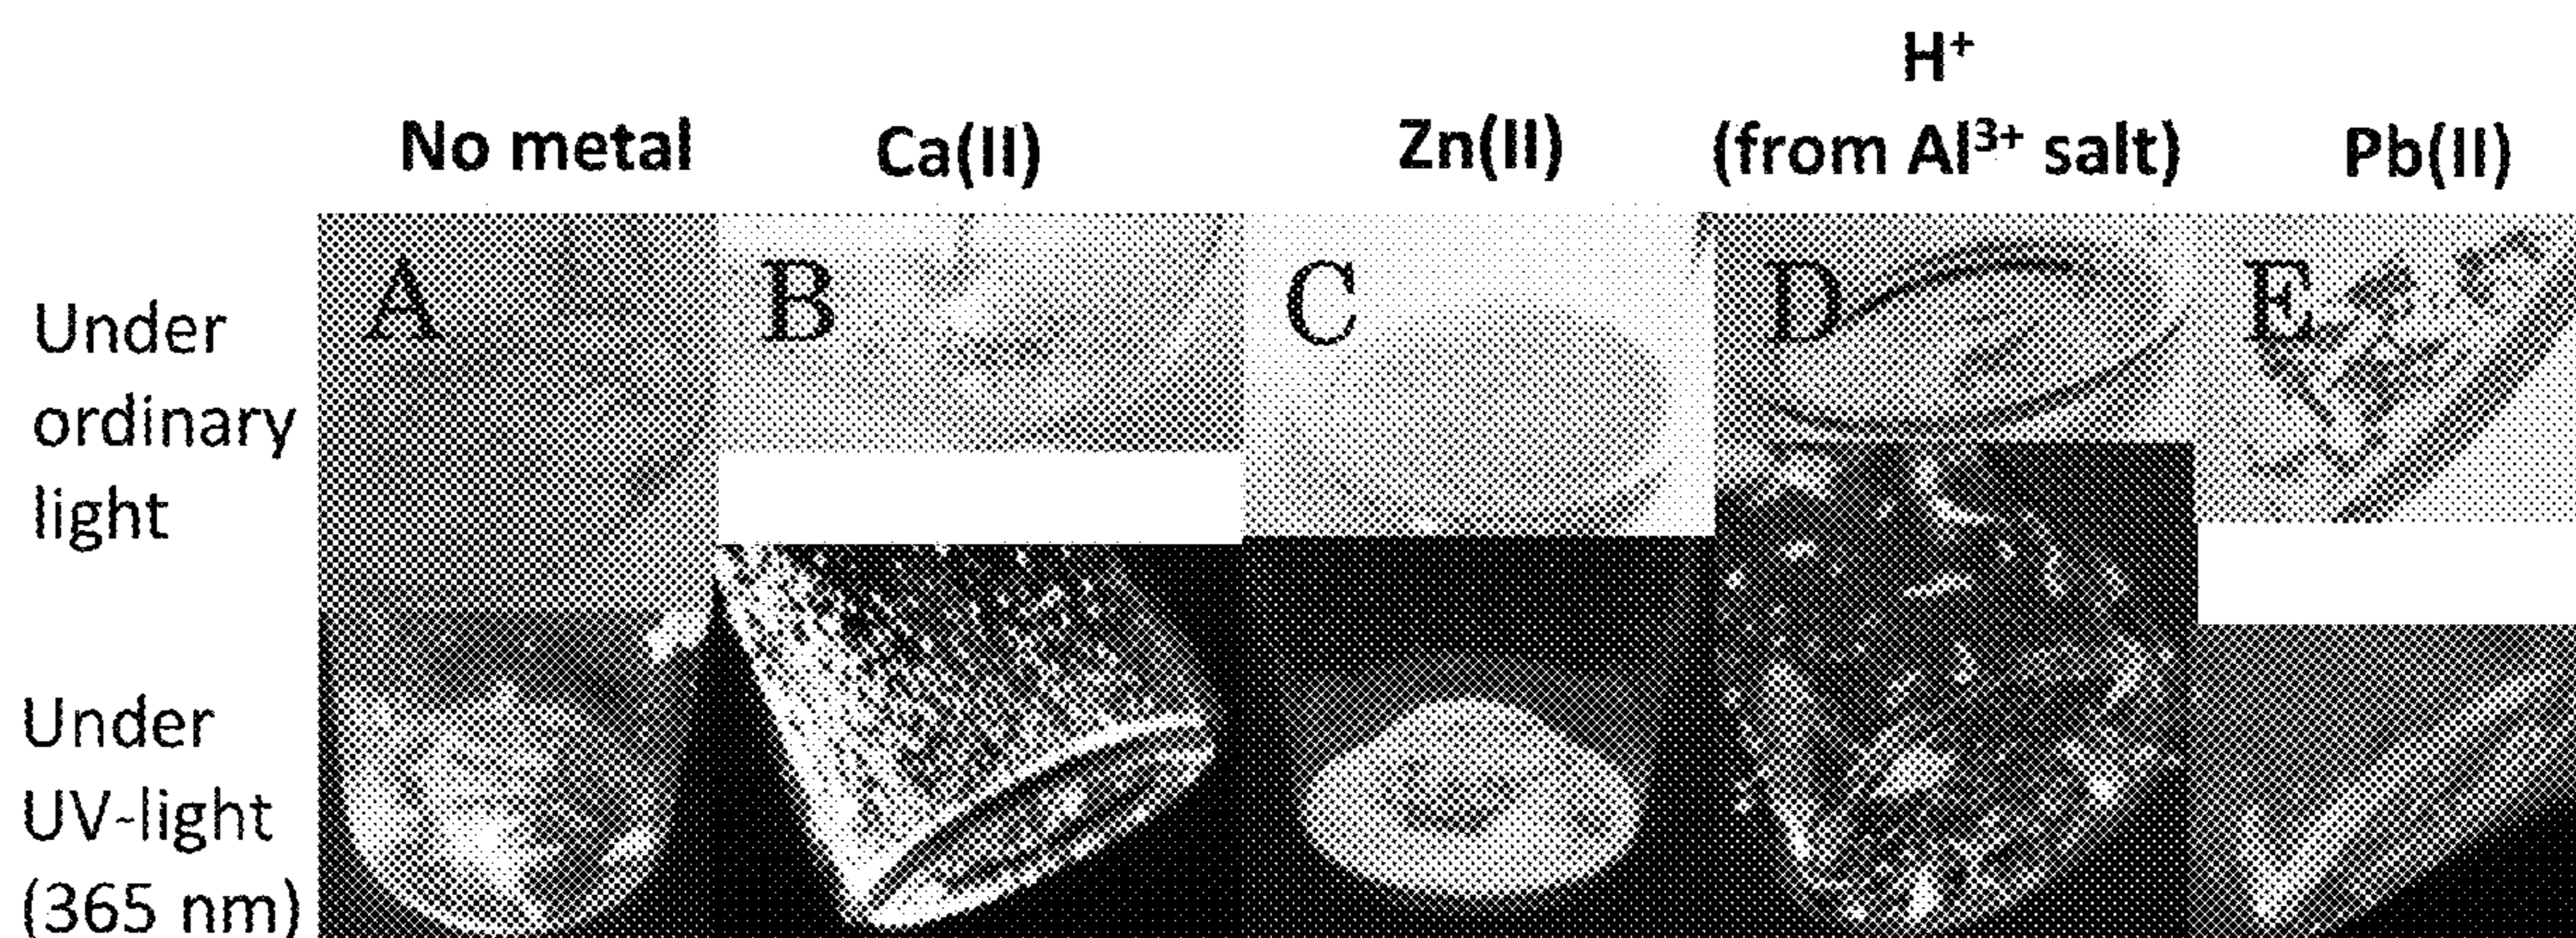 H⁺
No metal Ca(II) Zn(II) (from Al³⁺ salt) Pb(II)
A B C D E
Under
ordinary
light
Under
UV-light
(365 nm)